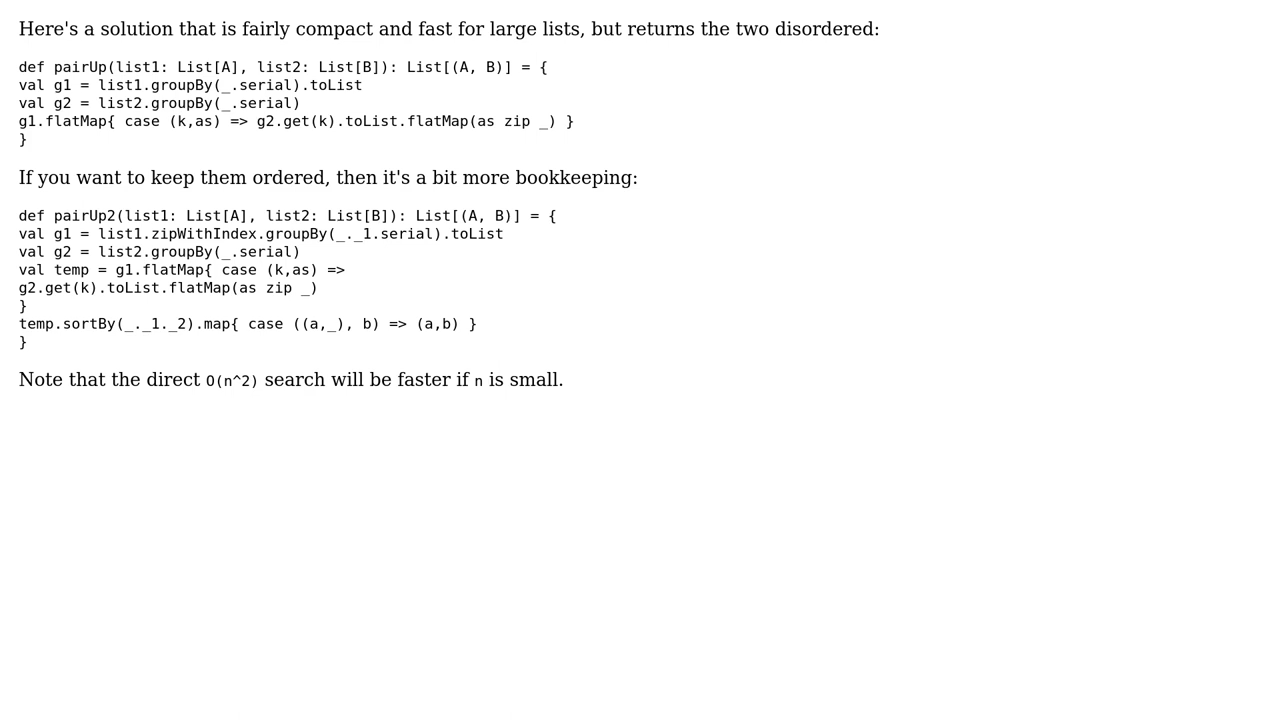 Here's a solution that is fairly compact and fast for large lists, but returns the two disordered:
def pairUp(list1: List[A], list2: List[B]): List[(A, B)] = {
val g1 = list1.groupBy(_.serial).toList
val g2 = list2.groupBy(_.serial)
g1.flatMap{ case (k,as) => g2.get(k).toList.flatMap(as zip _) }
}
If you want to keep them ordered, then it's a bit more bookkeeping:
def pairUp2(list1: List[A], list2: List[B]): List[(A, B)] = {
val g1 = list1.zipWithIndex.groupBy(_._1.serial).toList
val g2 = list2.groupBy(_.serial)
val temp = g1.flatMap{ case (k,as) =>
g2.get(k).toList.flatMap(as zip _)
}
temp.sortBy(_._1._2).map{ case ((a,_), b) => (a,b) }
}
Note that the direct O(n^2) search will be faster if n is small.